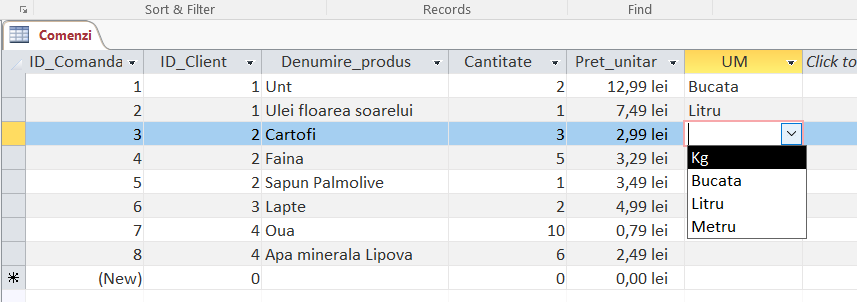 Sort & Filter Records Find
Comenzi
ID_Comanda ID_Client Denumire_produs Cantitate Pret_unitar UM Click to
1 1 Unt 2 12,99 lei Bucata
2 1 Ulei floarea soarelui 1 7,49 lei Litru
3 2 Cartofi 3 2,99 lei
4 2 Faina 5 3,29 lei Kg
5 2 Sapun Palmolive 1 3,49 lei Bucata
6 3 Lapte 2 4,99 lei Litru
7 4 Oua 10 0,79 lei Metru
8 4 Apa minerala Lipova 6 2,49 lei
(New) 0 0 0,00 lei